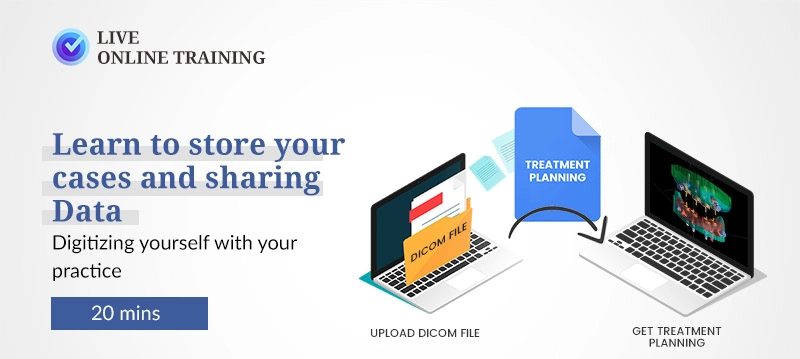 LIVE
ONLINE TRAINING
Learn to store your
cases and sharing
Data
Digitizing yourself with your
practice
20 mins
TREATMENT
PLANNING
DICOM FILE
UPLOAD DICOM FILE
GET TREATMENT
PLANNING